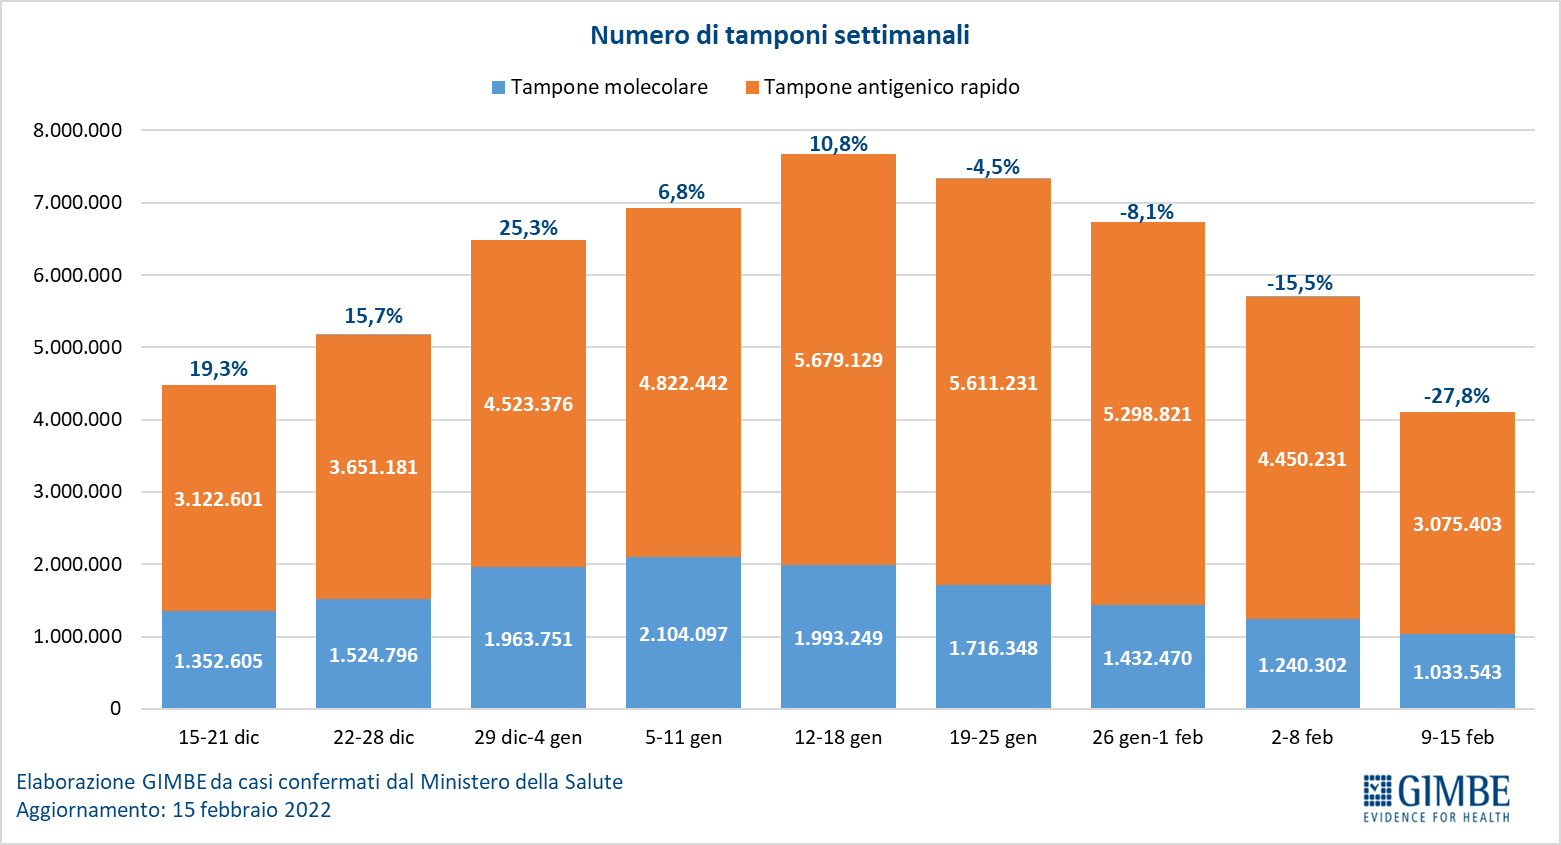 Numero di tamponi settimanali
Tampone molecolare Tampone antigenico rapido
8.000.000
7.000.000
6.000.000
5.000.000
4.000.000
3.000.000
2.000.000
1.000.000
0
19,3% 15,7% 25,3% 6,8% 10,8% -4,5% -8,1% -15,5% -27,8%
3.122.601 3.651.181 4.523.376 4.822.442 5.679.129 5.611.231 5.298.821 4.450.231 3.075.403
1.352.605 1.524.796 1.963.751 2.104.097 1.993.249 1.716.348 1.432.470 1.240.302 1.033.543
15-21 dic 22-28 dic 29 dic-4 gen 5-11 gen 12-18 gen 19-25 gen 26 gen-1 feb 2-8 feb 9-15 feb
Elaborazione GIMBE da casi confermati dal Ministero della Salute
Aggiornamento: 15 febbraio 2022
GIMBE
EVIDENCE FOR HEALTH